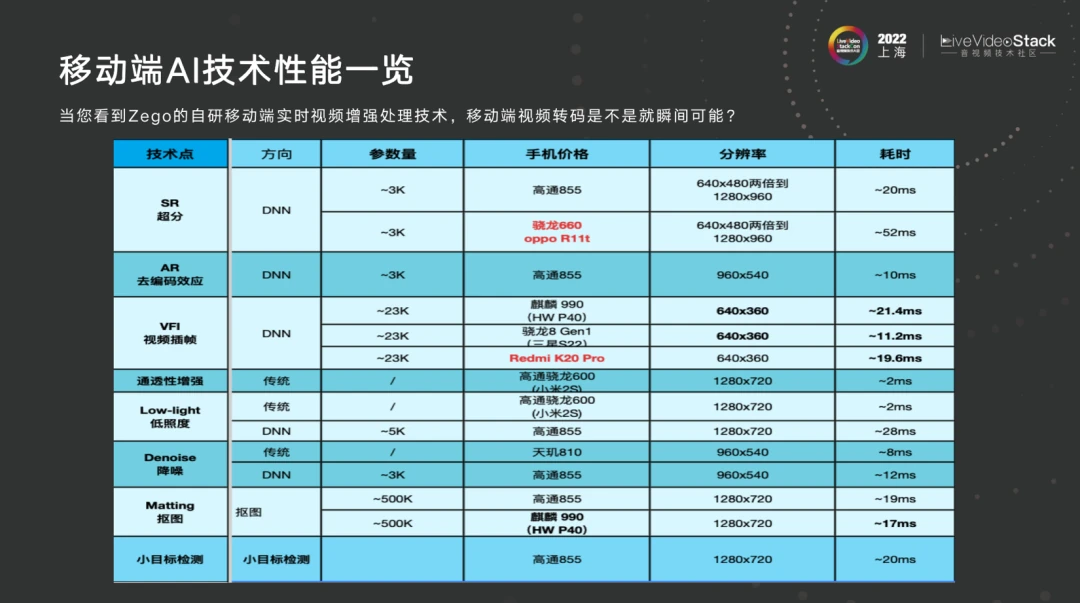 LiveVideo
StackCon
2022
上海
LiveVideoStack
音视频技术社区
移动端AI技术性能一览
当您看到Zego的自研移动端实时视频增强处理技术，移动端视频转码是不是就瞬间可能？
技术点 方向 参数量 手机价格 分辨率 耗时
SR
超分
DNN
~3K 高通855 640x480两倍到
1280x960
~20ms
~3K 骁龙660
oppo R11t
640x480两倍到
1280x960
~52ms
AR
去编码效应
DNN ~3K 高通855 960x540 ~10ms
VFI
视频插帧
DNN
~23K 麒麟 990
(HW P40)
640x360 ~21.4ms
~23K 骁龙8 Gen1
(三星S22)
640x360 ~11.2ms
~23K Redmi K20 Pro 640x360 ~19.6ms
通透性增强 传统 / 高通骁龙600
(小米2S)
1280x720 ~2ms
Low-light
低照度
传统 / 高通骁龙600
(小米2S)
1280x720 ~2ms
DNN ~5K 高通855 1280x720 ~28ms
Denoise
降噪
传统 / 天玑810 960x540 ~8ms
DNN ~3K 高通855 960x540 ~12ms
Matting
抠图
抠图
~500K 高通855 1280x720 ~19ms
~500K 麒麟 990
(HW P40)
1280x720 ~17ms
小目标检测 小目标检测 高通855 1280x720 ~20ms